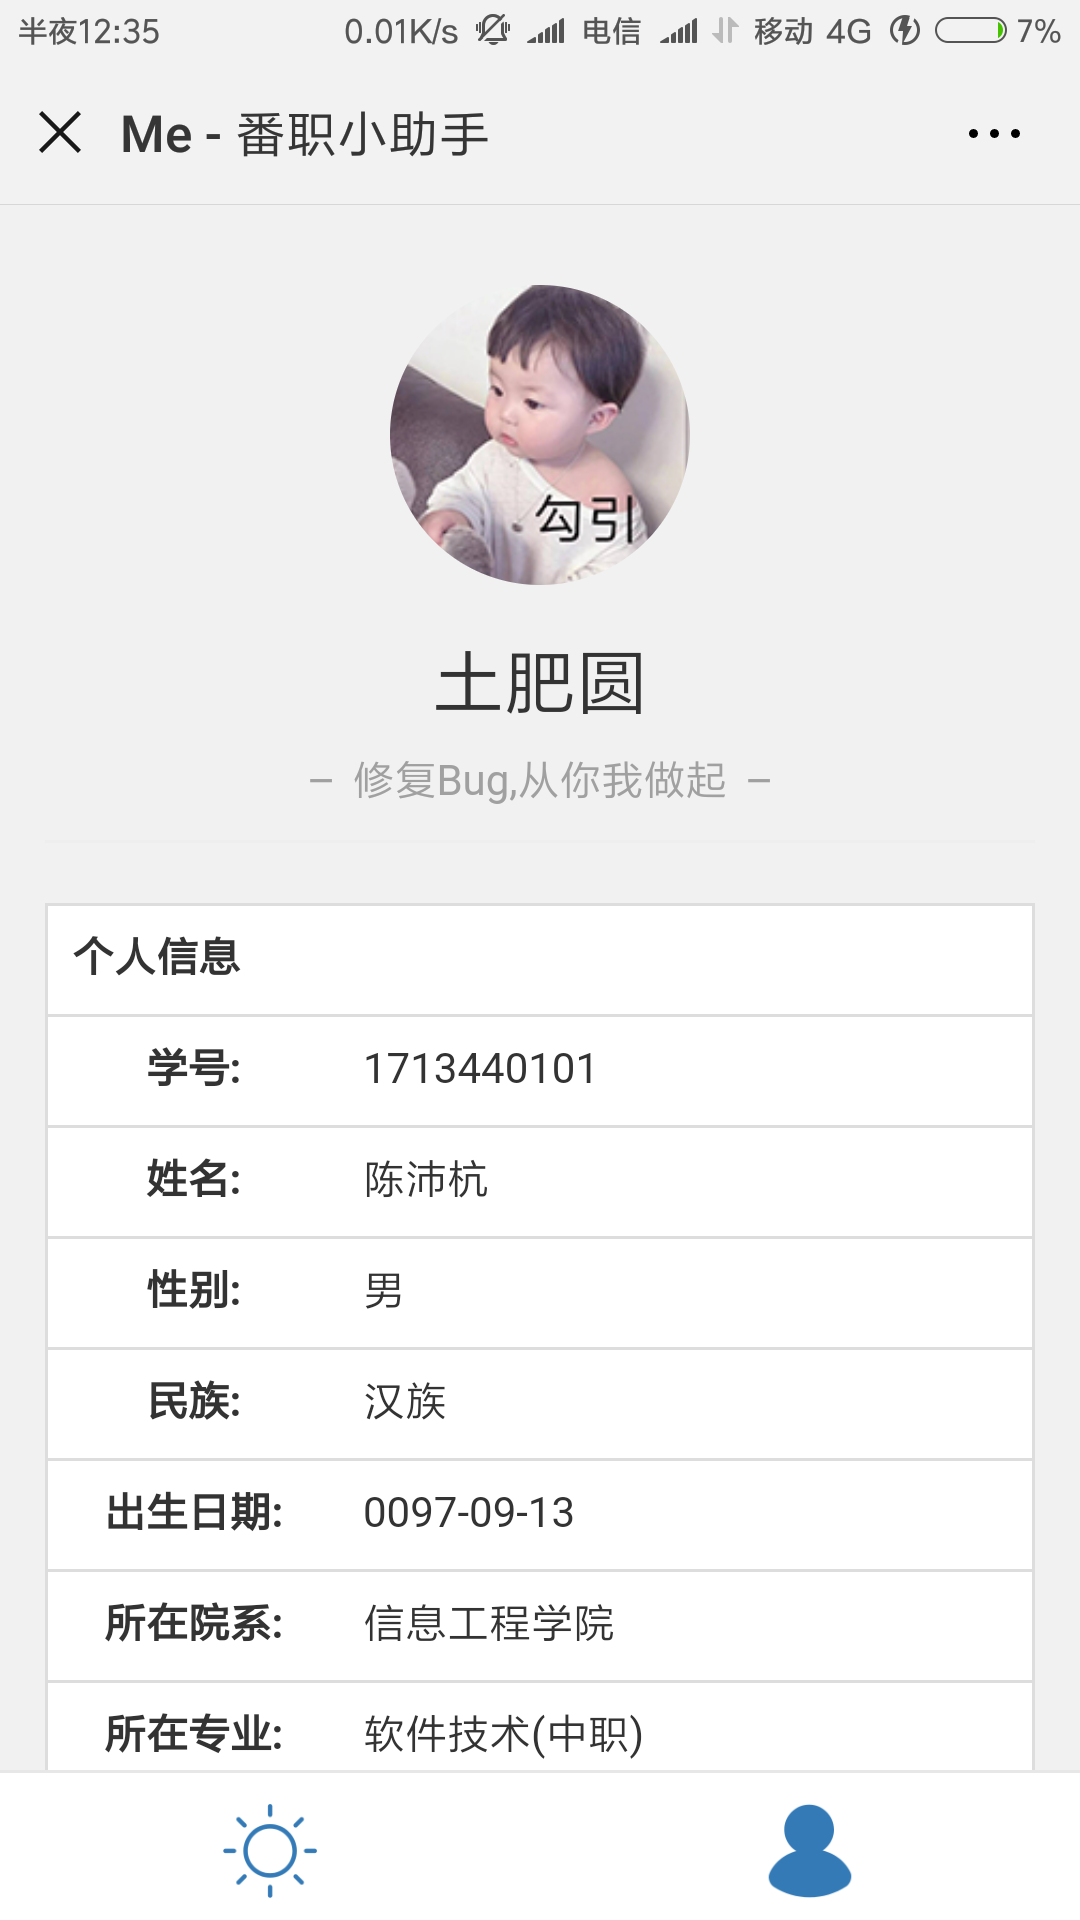 半夜12:35 0.01K/s 电信 移动 4G 7%
Me - 番职小助手
勾引
土肥圆
– 修复Bug,从你我做起 –
个人信息
学号: 1713440101
姓名: 陈沛杭
性别: 男
民族: 汉族
出生日期: 0097-09-13
所在院系: 信息工程学院
所在专业: 软件技术(中职)